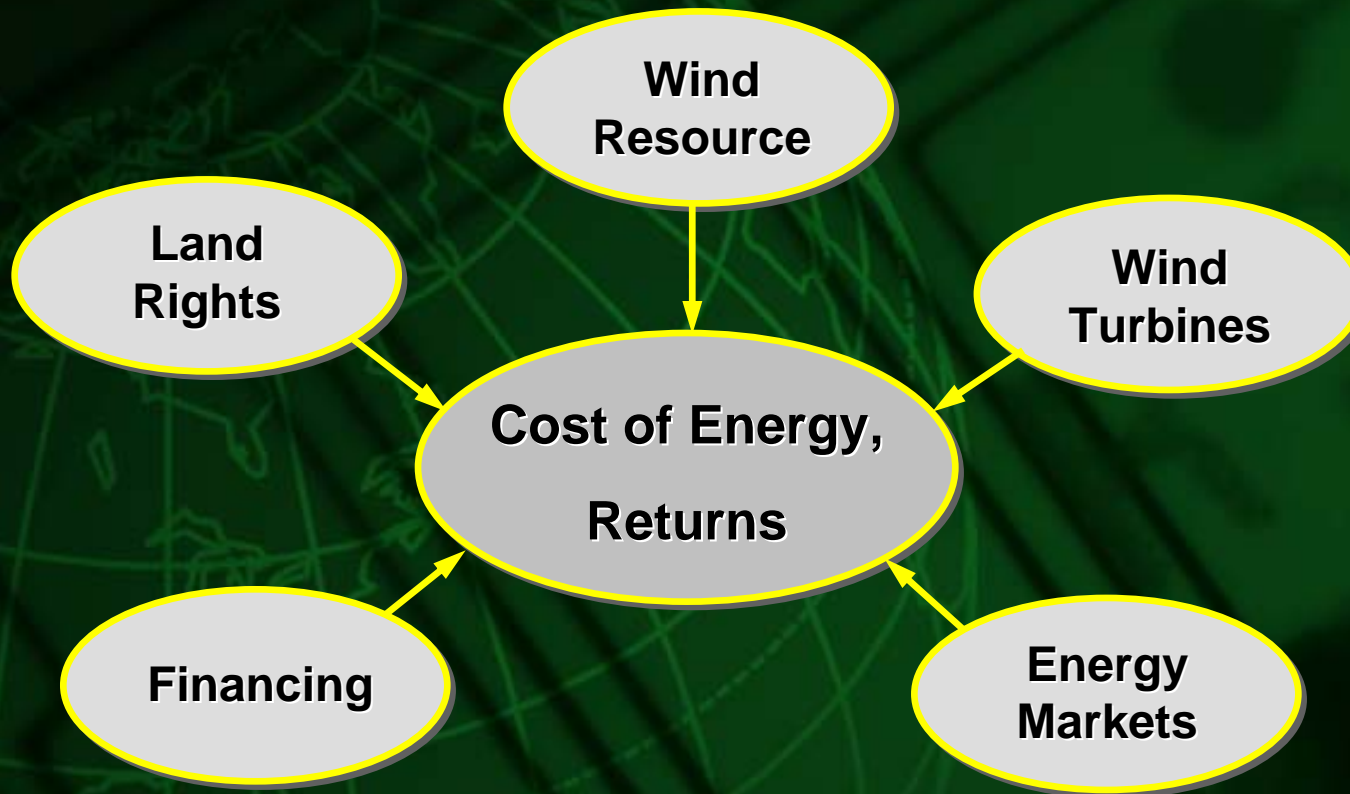 Wind
Resource
Land
Rights
Wind
Turbines
Cost of Energy,
Returns
Financing
Energy
Markets